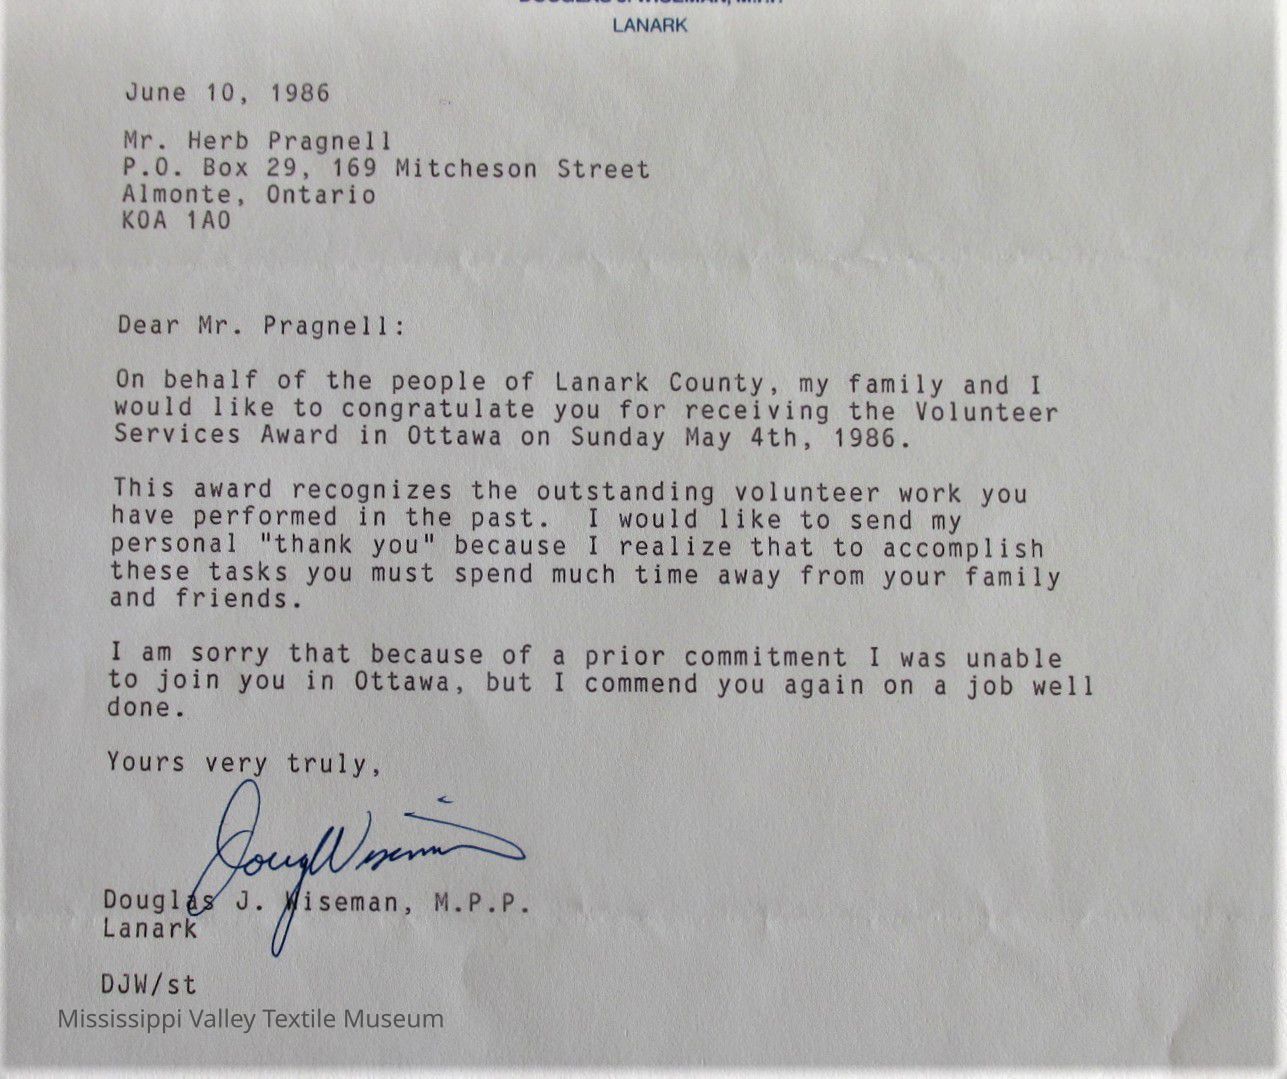 DOUGLAS J. WISEMAN, M.P.P.
LANARK
June 10, 1986
Mr. Herb Pragnell
P.O. Box 29, 169 Mitcheson Street
Almonte, Ontario
K0A 1A0
Dear Mr. Pragnell:
On behalf of the people of Lanark County, my family and I
would like to congratulate you for receiving the Volunteer
Services Award in Ottawa on Sunday May 4th, 1986.
This award recognizes the outstanding volunteer work you
have performed in the past. I would like to send my
personal "thank you" because I realize that to accomplish
these tasks you must spend much time away from your family
and friends.
I am sorry that because of a prior commitment I was unable
to join you in Ottawa, but I commend you again on a job well
done.
Yours very truly,
Doug Wiseman
Douglas J. Wiseman, M.P.P.
Lanark
DJW/st
Mississippi Valley Textile Museum